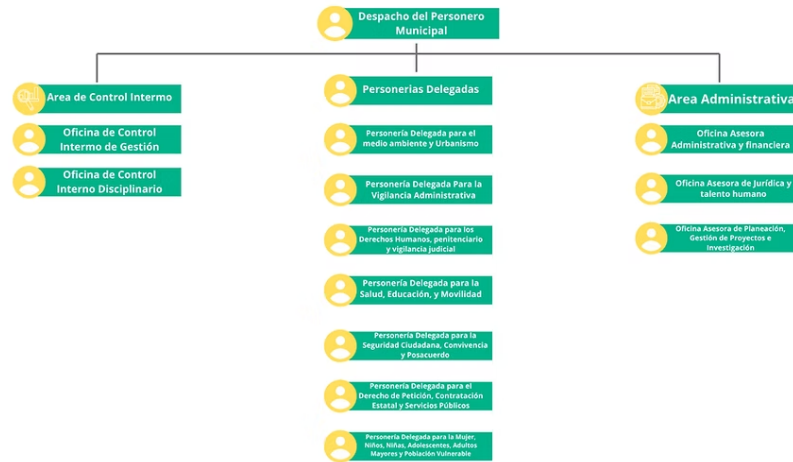 Despacho del Personero
Municipal
Area de Control Intermo
Oficina de Control
Intermo de Gestión
Oficina de Control
Interno Disciplinario
Personerias Delegadas
Personería Delegada para el
medio ambiente y Urbanismo
Personería Delegada Para la
Vigilancia Administrativa
Personería Delegada para los
Derechos Humanos, penitenciario
y vigilancia judicial
Personería Delegada para la
Salud, Educación, y Movilidad
Personería Delegada para la
Seguridad Ciudadana, Convivencia
y Posacuerdo
Personería Delegada para el
Derecho de Petición, Contratación
Estatal y Servicios Públicos
Personería Delegada para la Mujer,
Niños, Niñas, Adolescentes, Adultos
Mayores y Población Vulnerable
Area Administrativa
Oficina Asesora
Administrativa y financiera
Oficina Asesora de Jurídica y
talento humano
Oficina Asesora de Planeación,
Gestión de Proyectos e
Investigación